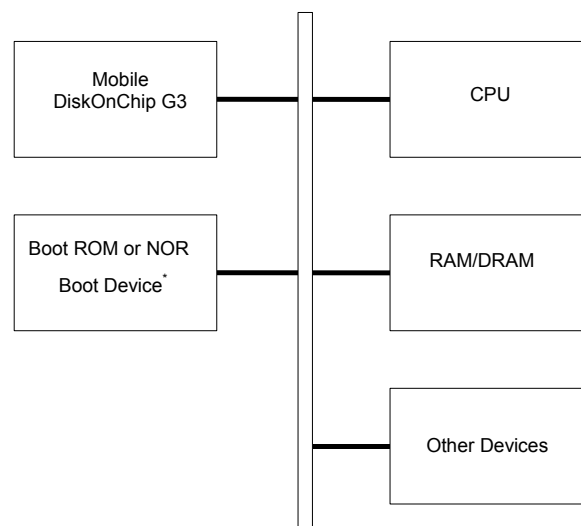 Mobile
DiskOnChip G3
CPU
Boot ROM or NOR
Boot Device*
RAM/DRAM
Other Devices